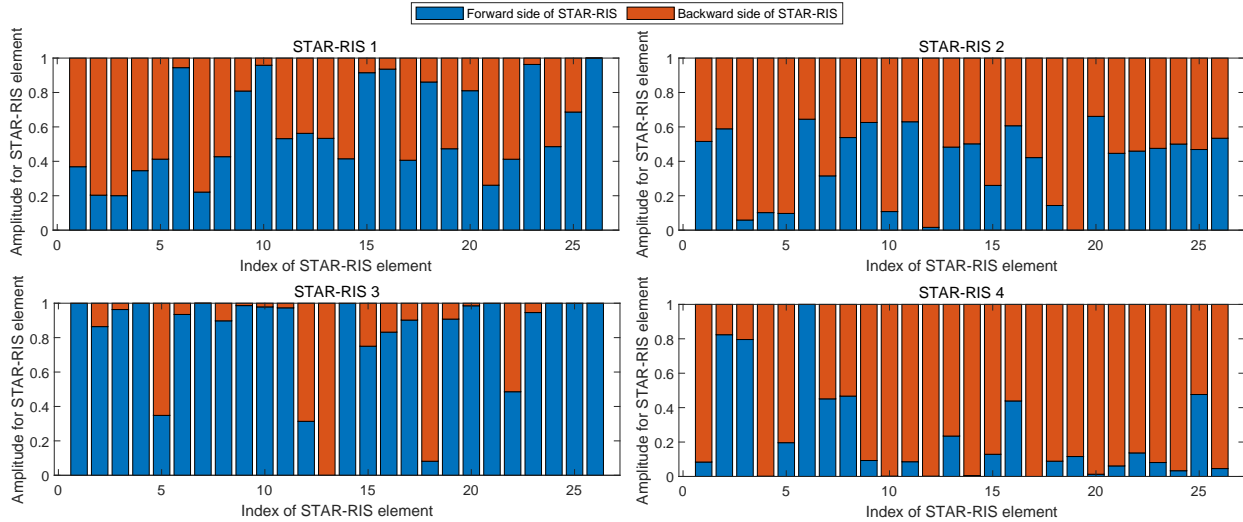 Forward side of STAR-RIS Backward side of STAR-RIS
STAR-RIS 1
Amplitude for STAR-RIS element
1
0.8
0.6
0.4
0.2
0
0 5 10 15 20 25
Index of STAR-RIS element
STAR-RIS 2
Amplitude for STAR-RIS element
1
0.8
0.6
0.4
0.2
0
0 5 10 15 20 25
Index of STAR-RIS element
STAR-RIS 3
Amplitude for STAR-RIS element
1
0.8
0.6
0.4
0.2
0
0 5 10 15 20 25
Index of STAR-RIS element
STAR-RIS 4
Amplitude for STAR-RIS element
1
0.8
0.6
0.4
0.2
0
0 5 10 15 20 25
Index of STAR-RIS element